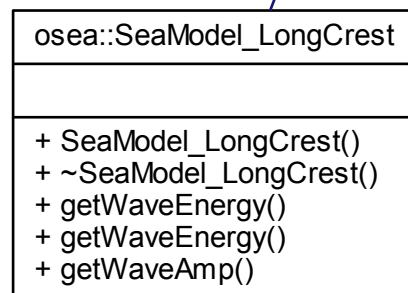 osea::SeaModel_LongCrest
+ SeaModel_LongCrest()
+ ~SeaModel_LongCrest()
+ getWaveEnergy()
+ getWaveEnergy()
+ getWaveAmp()